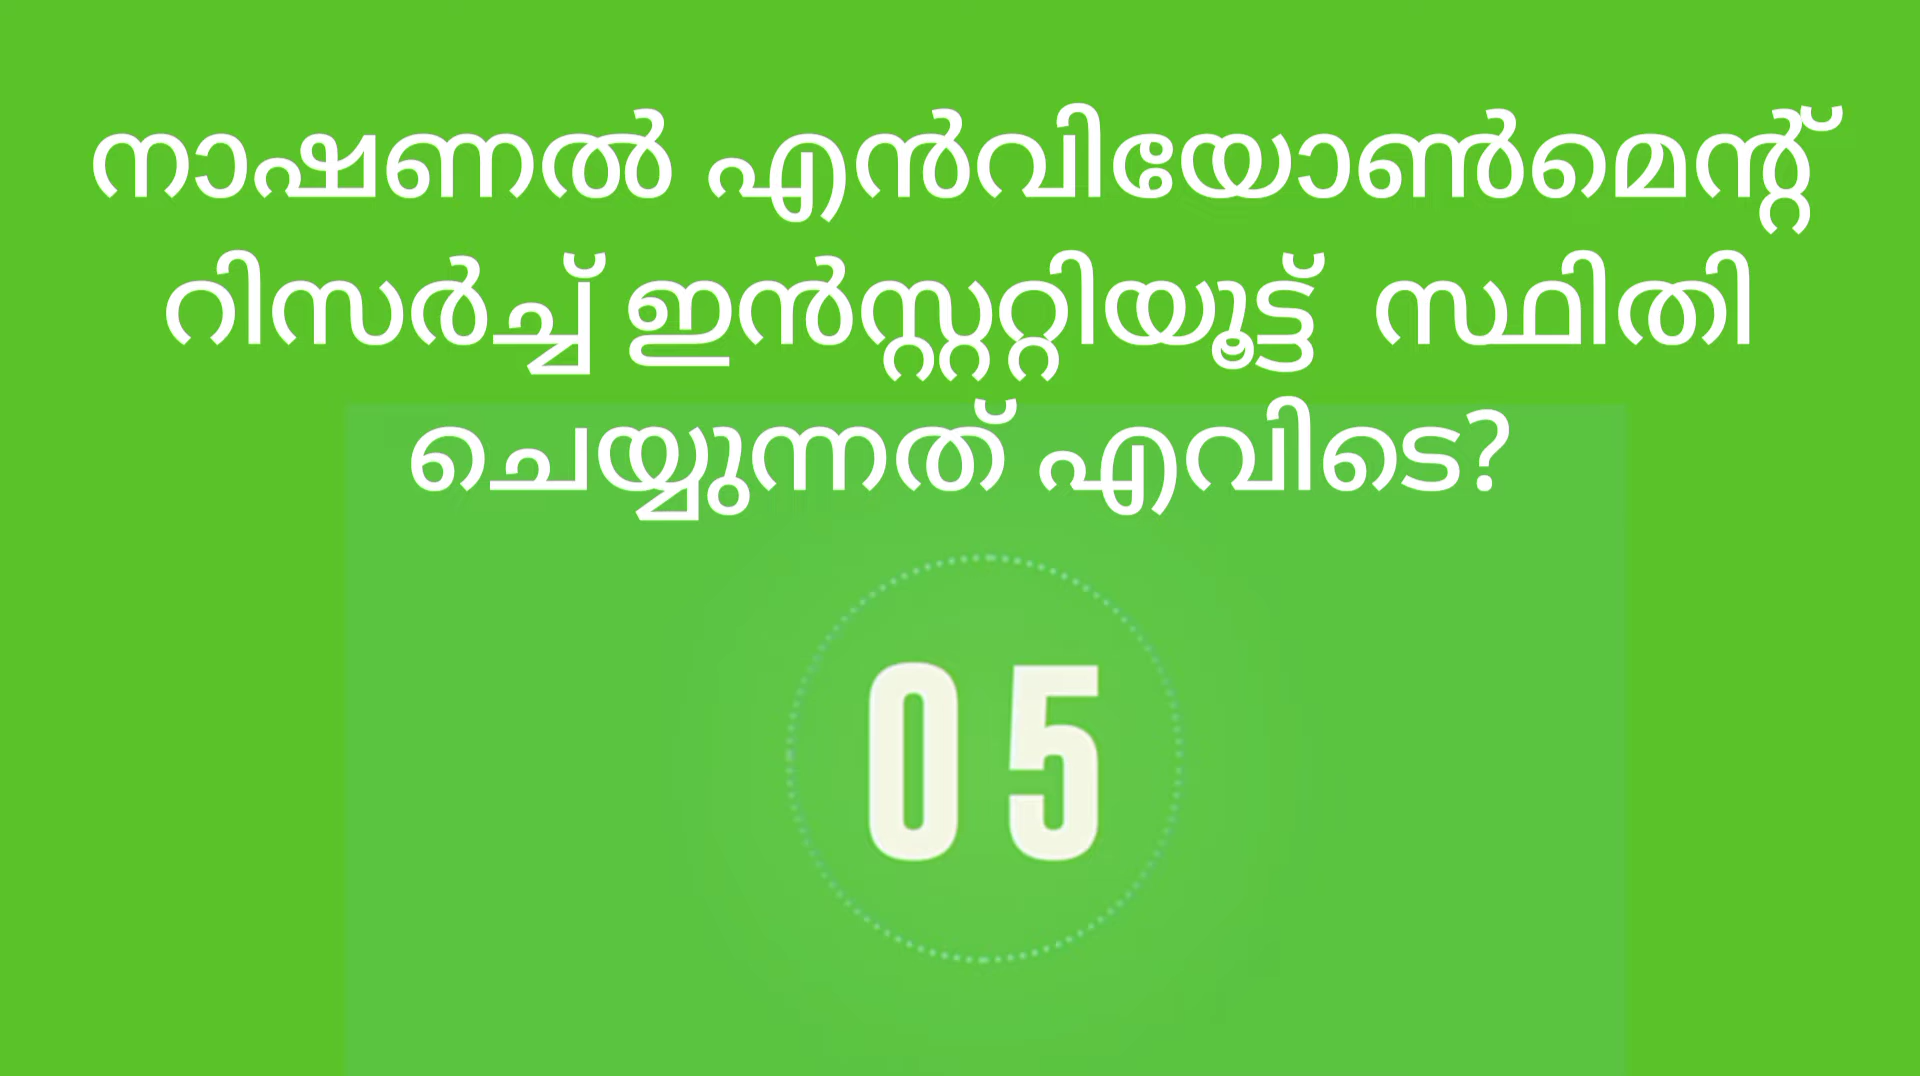 നാഷണൽ എൻവിയോൺമെന്റ്
റിസർച്ച് ഇൻസ്റ്റിറ്റിയൂട്ട് സ്ഥിതി
ചെയ്യുന്നത് എവിടെ?
05